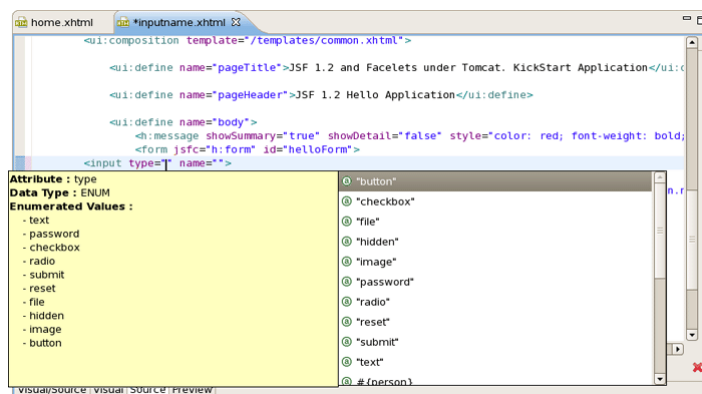 home.xhtml
*inputname.xhtml
<ui:composition template="/templates/common.xhtml">
<ui:define name="pageTitle">JSF 1.2 and Facelets under Tomcat. KickStart Application</ui:d
<ui:define name="pageHeader">JSF 1.2 Hello Application</ui:define>
<ui:define name="body">
<h:message showSummary="true" showDetail="false" style="color: red; font-weight: bold;
<form jsfc="h:form" id="helloForm">
<input type="" name="">
Attribute : type
Data Type : ENUM
Enumerated Values :
- text
- password
- checkbox
- radio
- submit
- reset
- file
- hidden
- image
- button
"button"
"checkbox"
"file"
"hidden"
"image"
"password"
"radio"
"reset"
"submit"
"text"
#{person}
Visual/Source Visual Source Preview